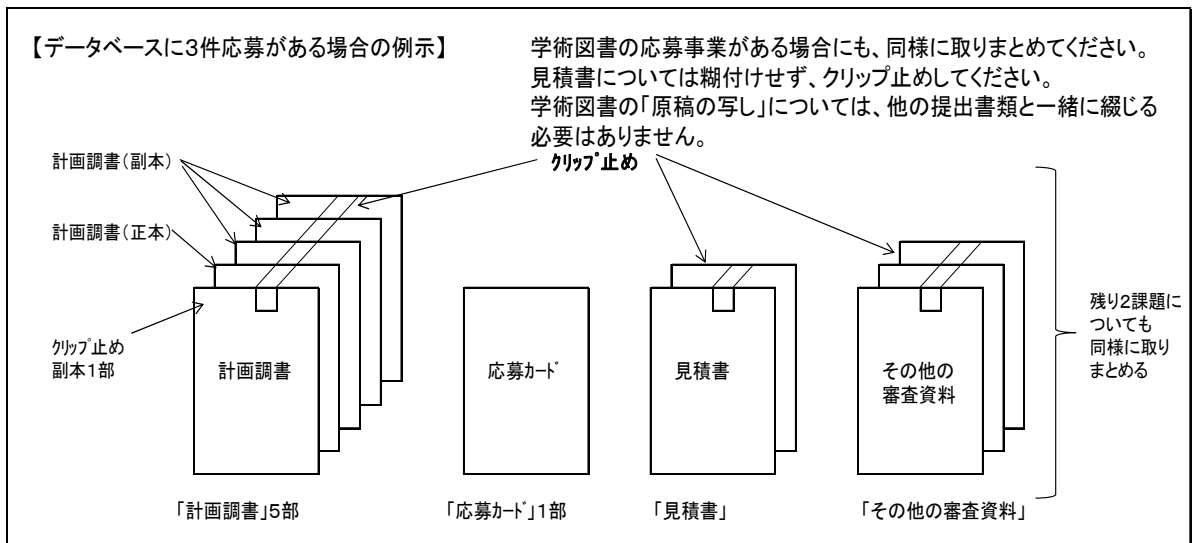 【データベースに3件応募がある場合の例示】
学術図書の応募事業がある場合にも、同様に取りまとめてください。
見積書については糊付けせず、クリップ止めしてください。
学術図書の「原稿の写し」については、他の提出書類と一緒に綴じる
必要はありません。
クリップ止め
計画調書(副本)
計画調書(正本)
クリップ止め
副本1部
計画調書
応募カード
見積書
その他の
審査資料
残り2課題に
ついても
同様に取り
まとめる
「計画調書」5部
「応募カード」1部
「見積書」
「その他の審査資料」